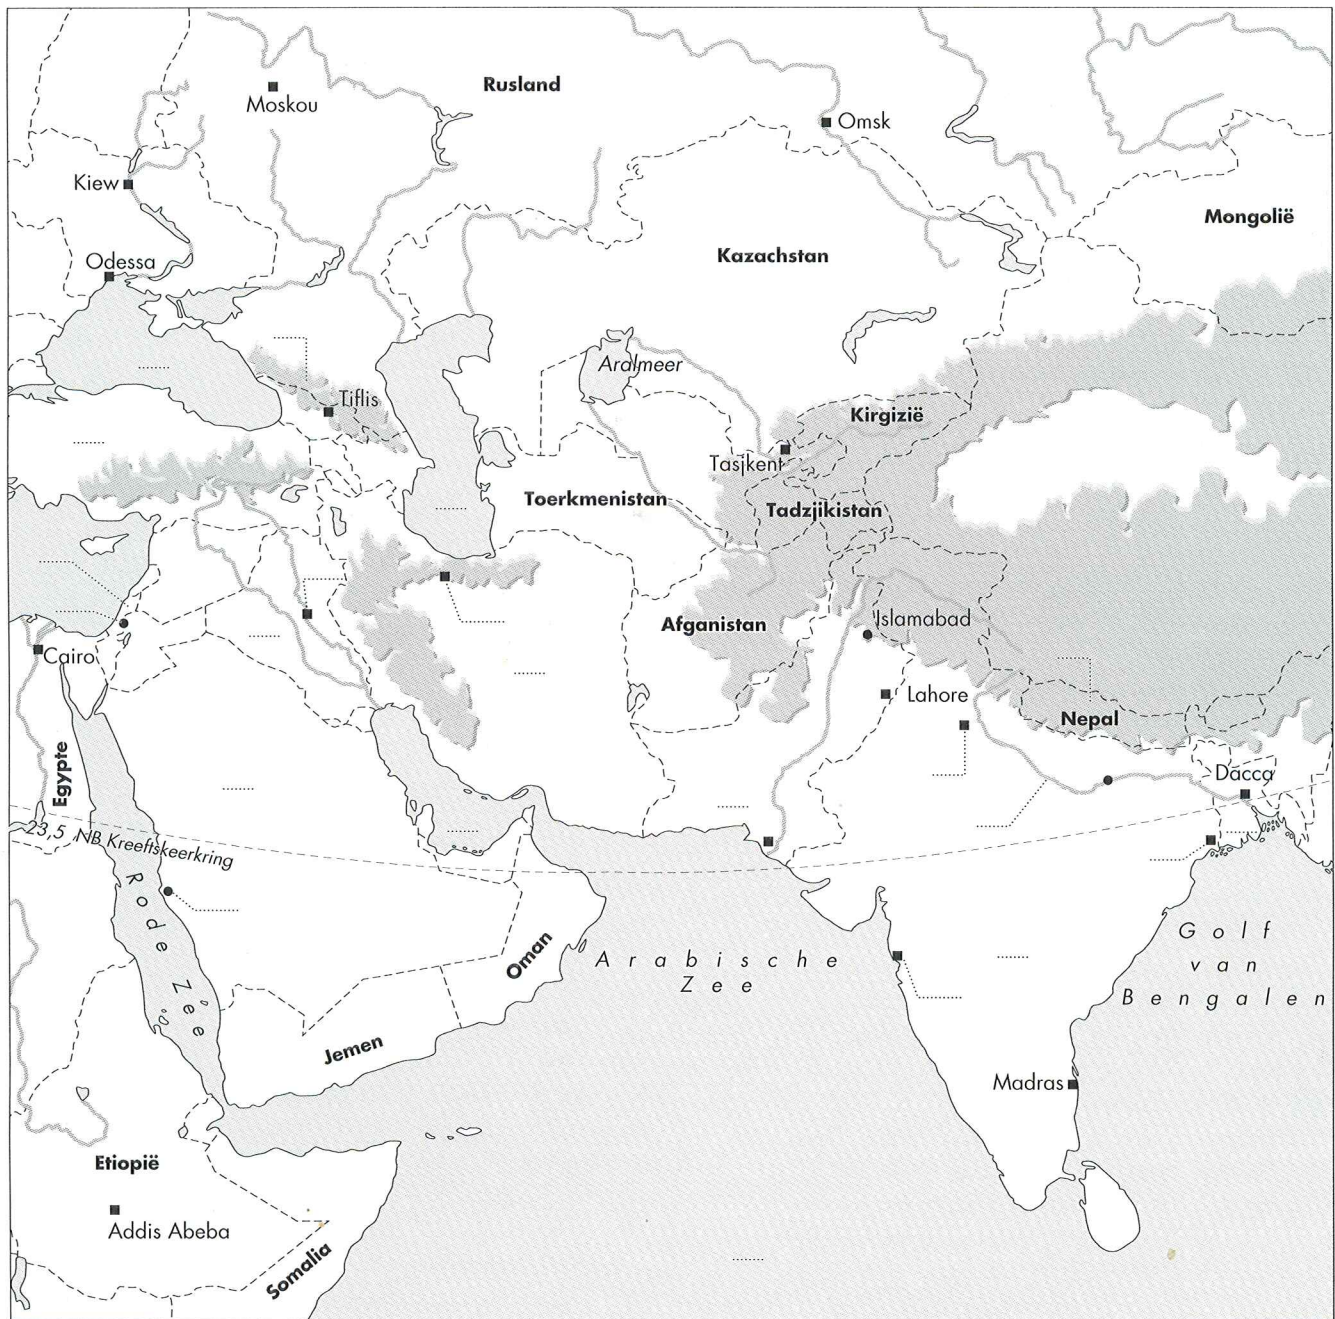 Rusland
Moskou
Omsk
Kiew
Mongolië
Kazachstan
Odessa
Aralmeer
Tiflis
Kirgizië
Tasjkent
Toerkmenistan
Tadzjikistan
Afganistan
Islamabad
Cairo
Lahore
Nepal
Egypte
Dacca
23,5 NB Kreeftskeerkring
Rode Zee
Oman
Arabische
Zee
Golf
van
Bengalen
Jemen
Madras
Etiopië
Addis Abeba
Somalia